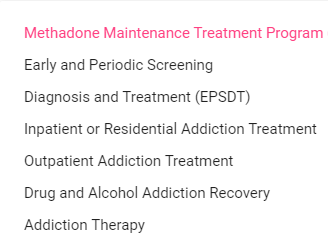 Methadone Maintenance Treatment Program
Early and Periodic Screening
Diagnosis and Treatment (EPSDT)
Inpatient or Residential Addiction Treatment
Outpatient Addiction Treatment
Drug and Alcohol Addiction Recovery
Addiction Therapy